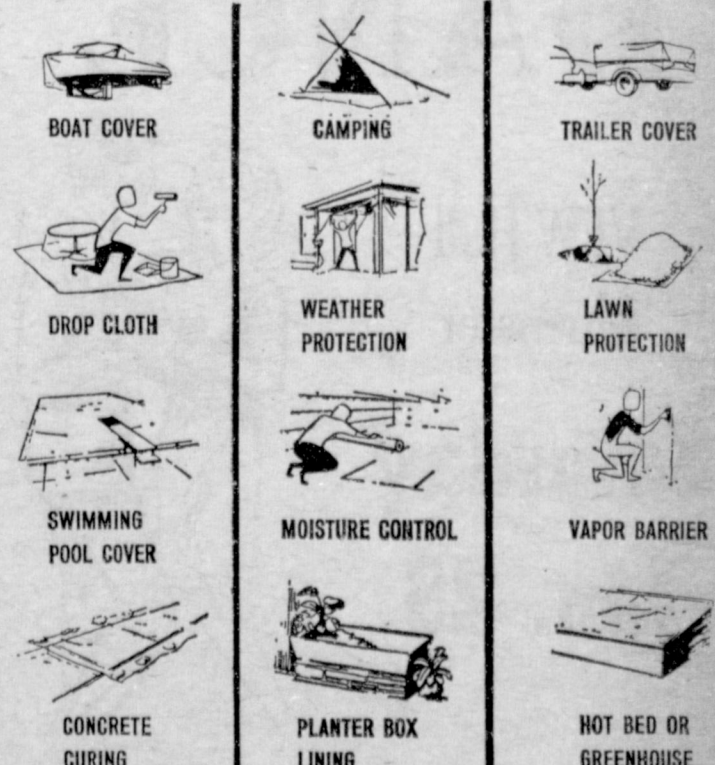 BOAT COVER
CAMPING
TRAILER COVER
DROP CLOTH
WEATHER
PROTECTION
LAWN
PROTECTION
SWIMMING
POOL COVER
MOISTURE CONTROL
VAPOR BARRIER
CONCRETE
CURING
PLANTER BOX
LINING
HOT BED OR
GREENHOUSE